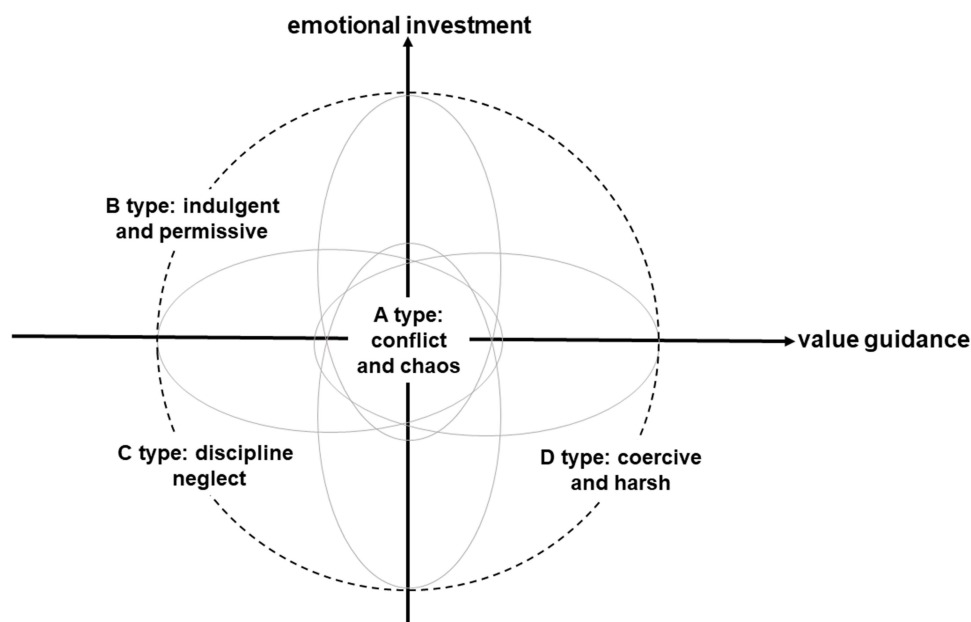 emotional investment
B type: indulgent
and permissive
A type:
conflict
and chaos
value guidance
C type: discipline
neglect
D type: coercive
and harsh